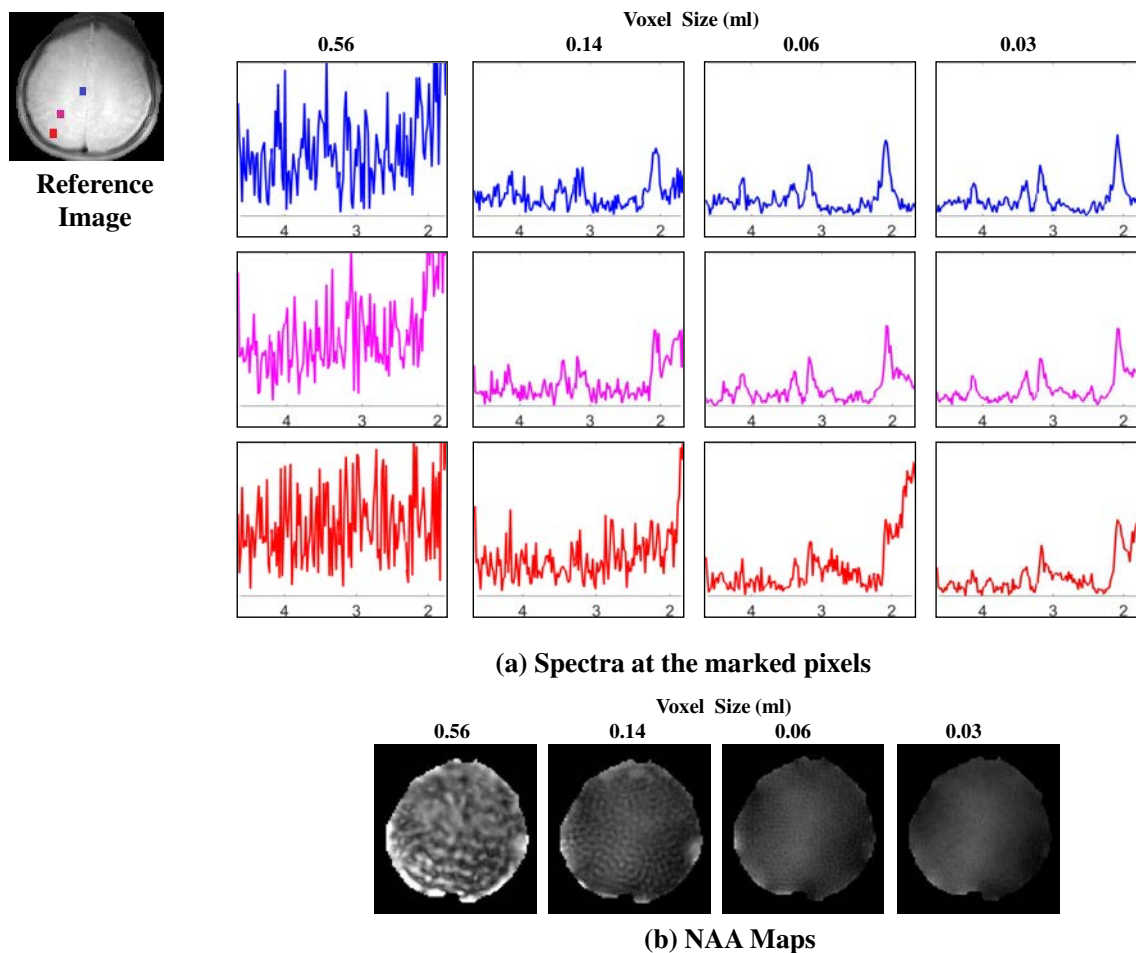 Voxel Size (ml)
0.56 0.14 0.06 0.03
Reference
Image
4 3 2 4 3 2 4 3 2 4 3 2
4 3 2 4 3 2 4 3 2 4 3 2
4 3 2 4 3 2 4 3 2 4 3 2
(a) Spectra at the marked pixels
Voxel Size (ml)
0.56 0.14 0.06 0.03
(b) NAA Maps